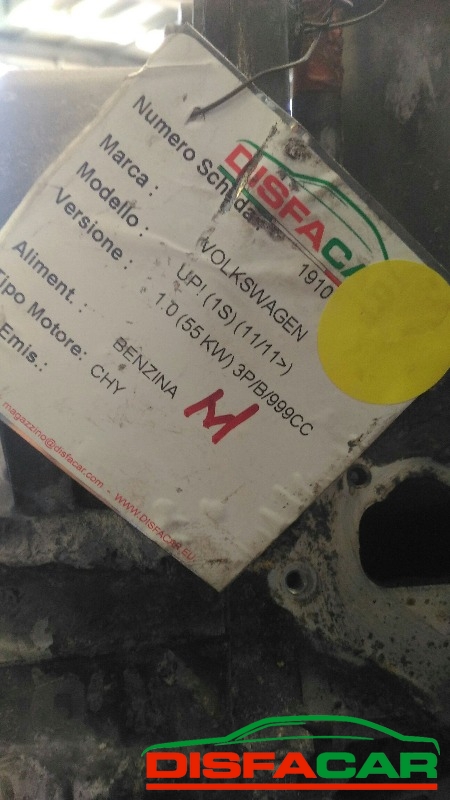 DISFACAR
Numero Scheda 1910
Marca : VOLKSWAGEN
Modello : UP! (1S) (11/11>)
Versione : 1.0 (55 KW) 3P/B/999CC
Aliment. : BENZINA
Tipo Motore: CHY
Emis.:
M
magazzino@disfacar.com - WWW.DISFACAR.EU
DISFACAR